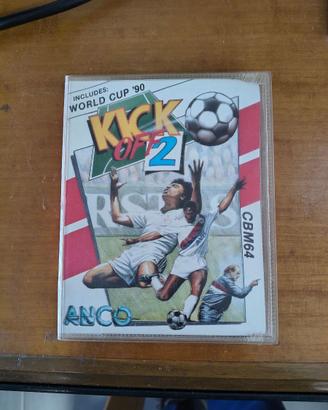 INCLUDES:
WORLD CUP '90
KICK
OFF 2
CBM64
ANCO